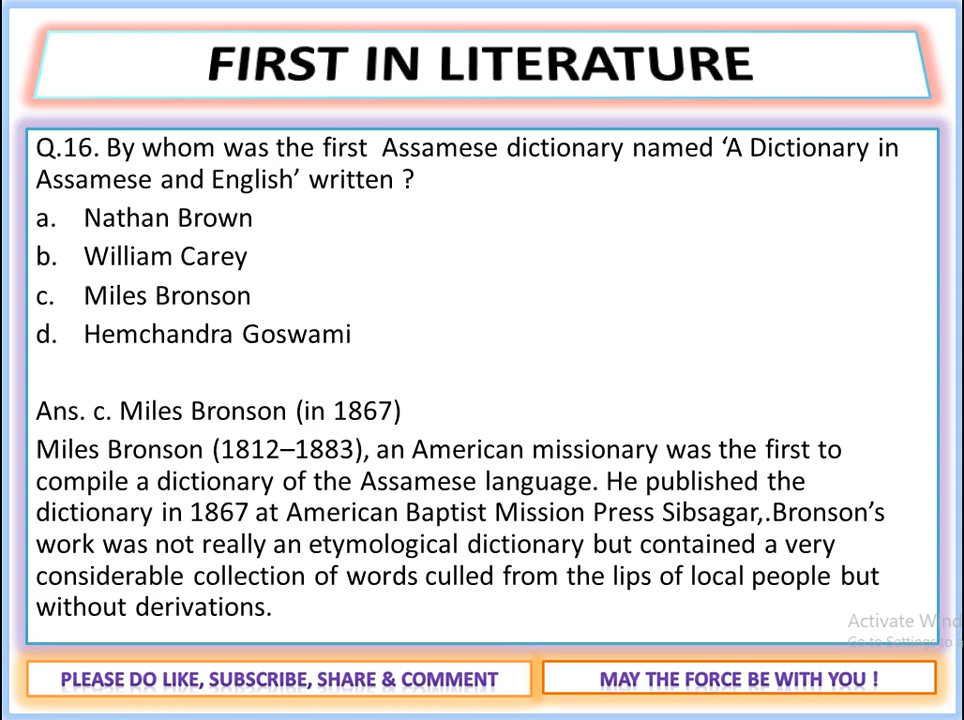 FIRST IN LITERATURE
Q.16. By whom was the first Assamese dictionary named ‘A Dictionary in
Assamese and English’ written ?
a. Nathan Brown
b. William Carey
c. Miles Bronson
d. Hemchandra Goswami
Ans. c. Miles Bronson (in 1867)
Miles Bronson (1812–1883), an American missionary was the first to
compile a dictionary of the Assamese language. He published the
dictionary in 1867 at American Baptist Mission Press Sibsagar,.Bronson’s
work was not really an etymological dictionary but contained a very
considerable collection of words culled from the lips of local people but
without derivations.
Activate Wind
Go to Settings to
PLEASE DO LIKE, SUBSCRIBE, SHARE & COMMENT
MAY THE FORCE BE WITH YOU !